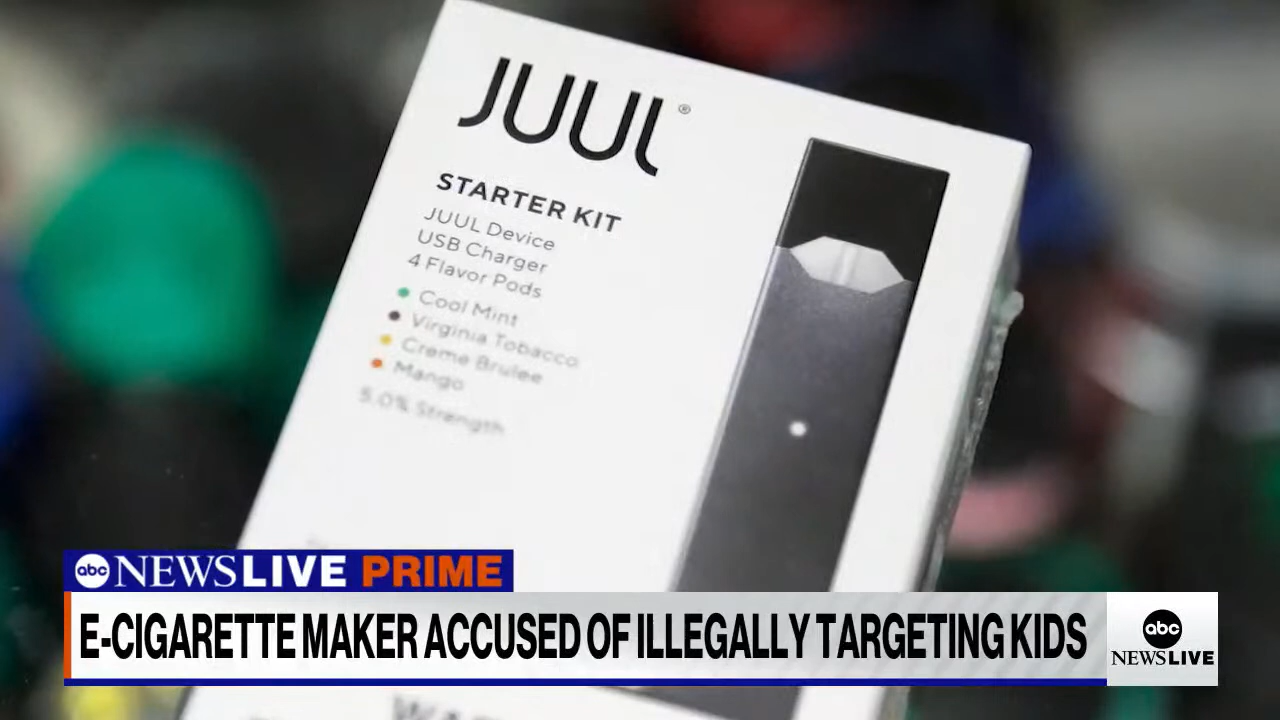 JUUL®
STARTER KIT
JUUL Device
USB Charger
4 Flavor Pods
Cool Mint
Virginia Tobacco
Creme Brulee
Mango
5.0% Strength
abc NEWS LIVE PRIME
E-CIGARETTE MAKER ACCUSED OF ILLEGALLY TARGETING KIDS
abc
NEWS LIVE